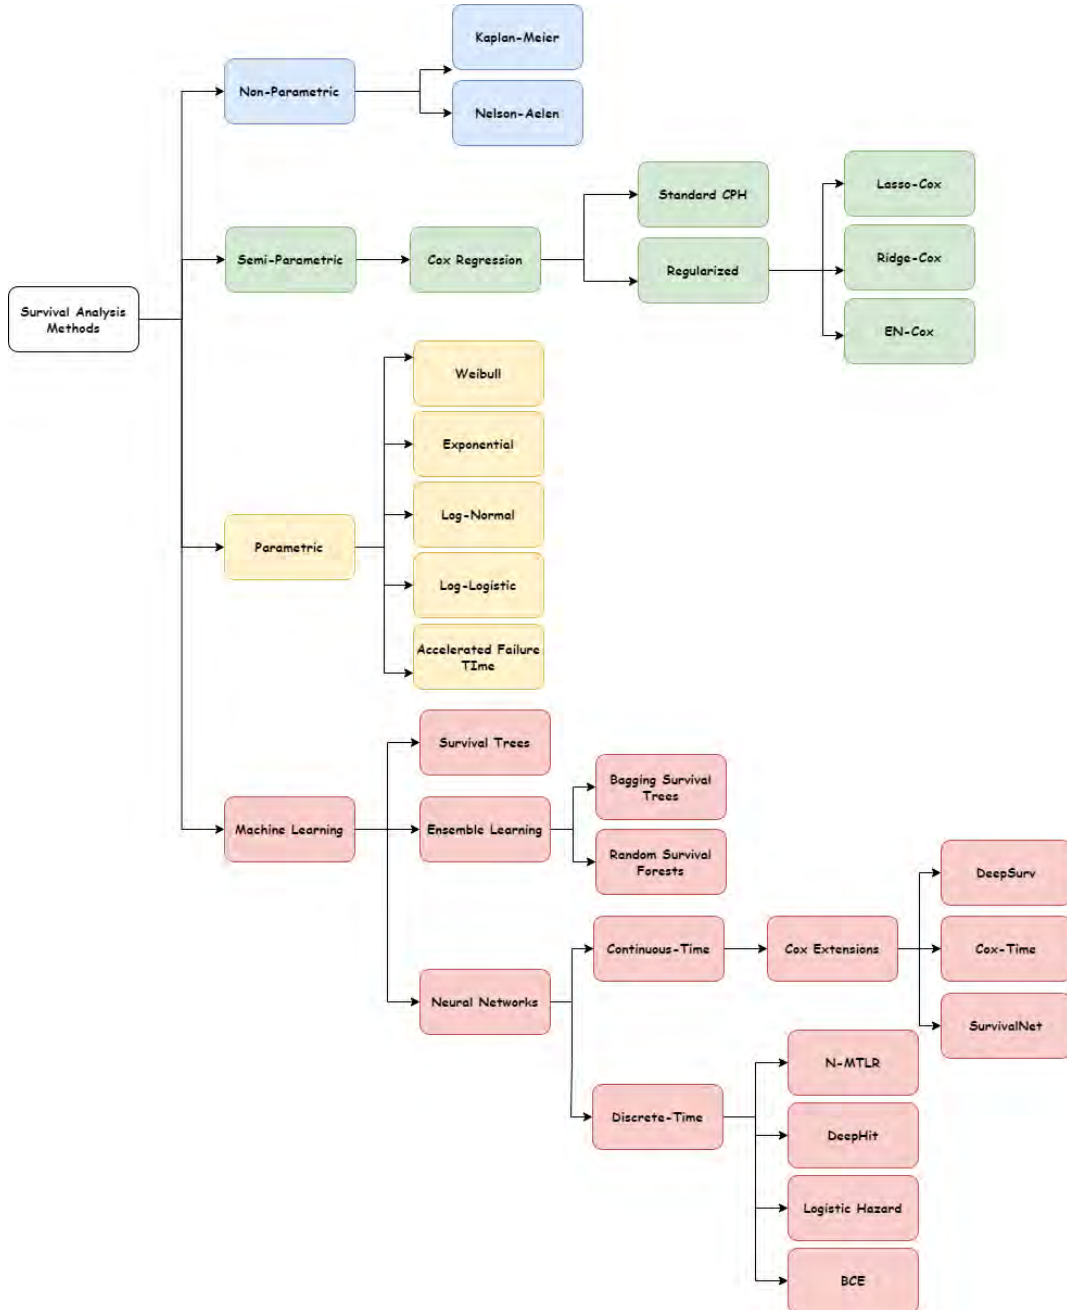 Kaplan-Meier
Non-Parametric
Nelson-Aelen
Standard CPH
Lasso-Cox
Semi-Parametric
Cox Regression
Regularized
Ridge-Cox
EN-Cox
Survival Analysis
Methods
Weibull
Exponential
Log-Normal
Parametric
Log-Logistic
Accelerated Failure
TIme
Survival Trees
Machine Learning
Ensemble Learning
Bagging Survival
Trees
Random Survival
Forests
Neural Networks
Continuous-Time
Cox Extensions
DeepSurv
Cox-Time
SurvivalNet
Discrete-Time
N-MTLR
DeepHit
Logistic Hazard
BCE